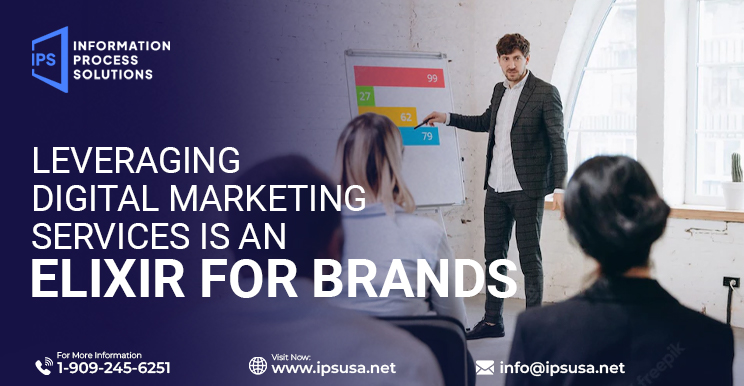 IPS
INFORMATION
PROCESS
SOLUTIONS
99
27
62
79
LEVERAGING
DIGITAL MARKETING
SERVICES IS AN
ELIXIR FOR BRANDS
For More Information
1-909-245-6251
Visit Now:
www.ipsusa.net
info@ipsusa.net
freepik